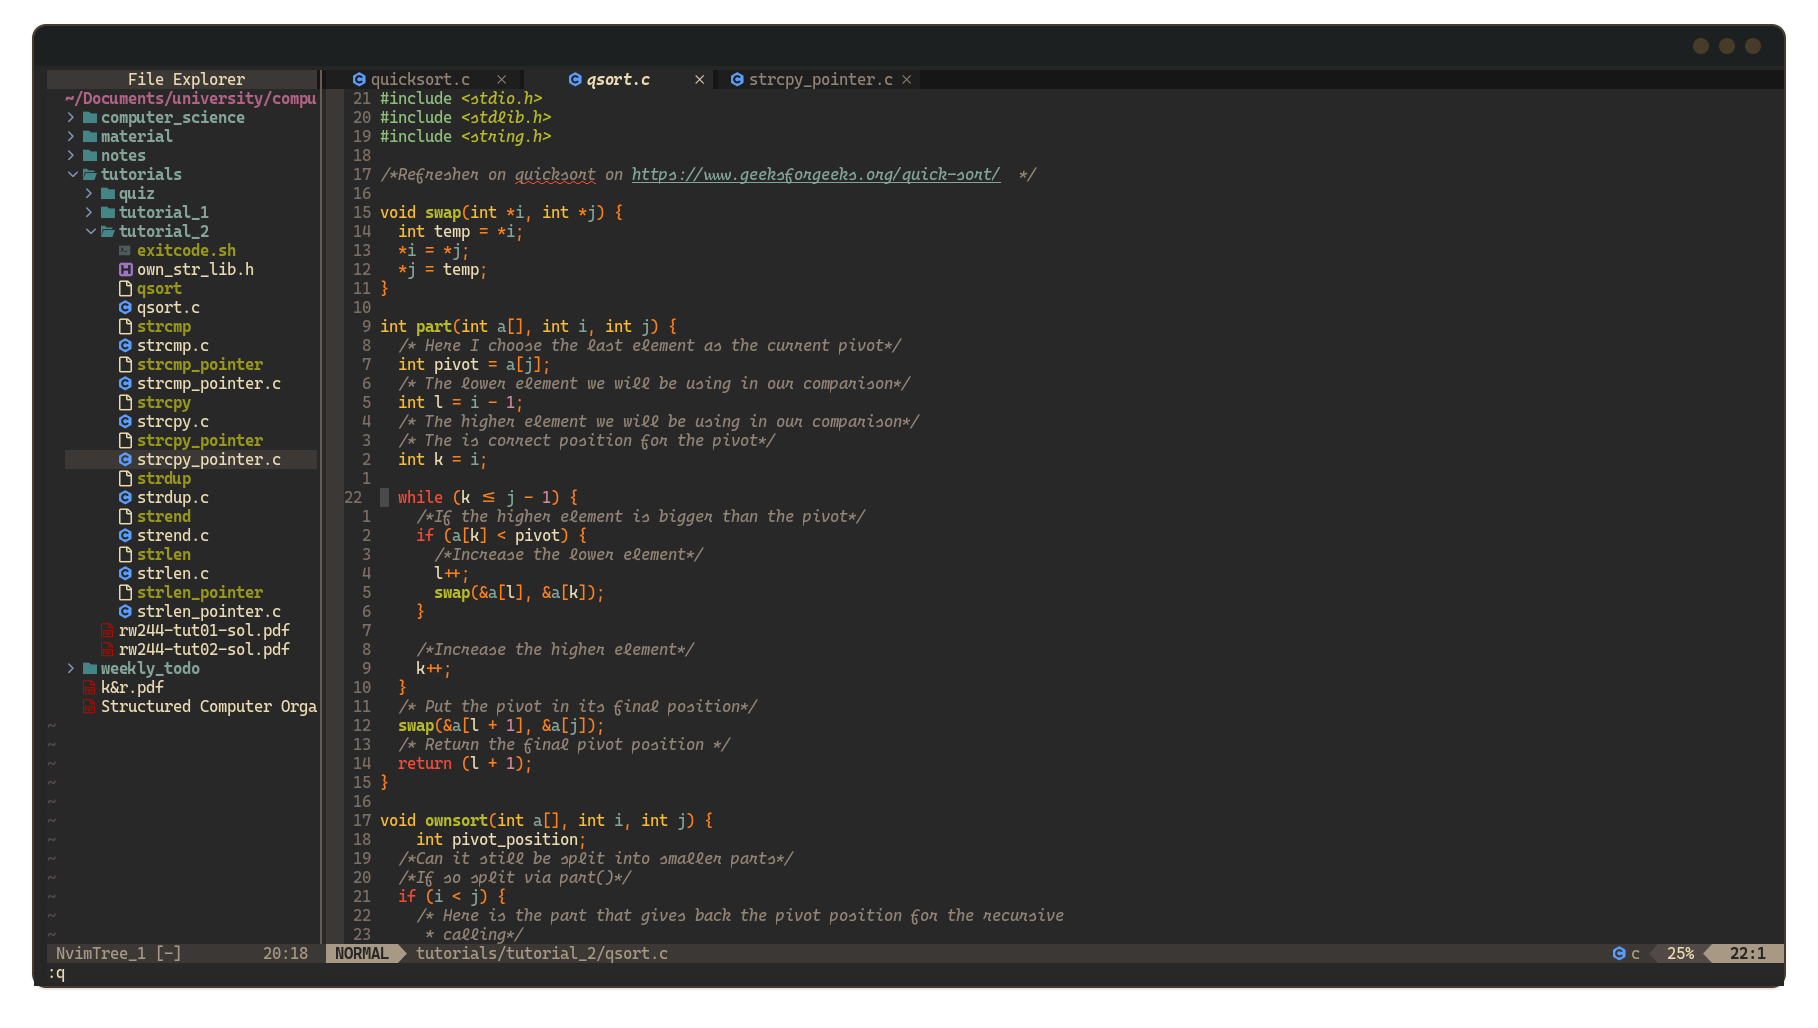 File Explorer
~/Documents/university/compu
computer_science
material
notes
tutorials
quiz
tutorial_1
tutorial_2
exitcode.sh
own_str_lib.h
qsort
qsort.c
strcmp
strcmp.c
strcmp_pointer
strcmp_pointer.c
strcpy
strcpy.c
strcpy_pointer
strcpy_pointer.c
strdup
strdup.c
strend
strend.c
strlen
strlen.c
strlen_pointer
strlen_pointer.c
rw244-tut01-sol.pdf
rw244-tut02-sol.pdf
weekly_todo
k&r.pdf
Structured Computer Orga
~
~
~
~
~
~
~
~
~
~
~
~
quicksort.c × qsort.c × strcpy_pointer.c ×
21 #include <stdio.h>
20 #include <stdlib.h>
19 #include <string.h>
18
17 /*Refresher on quicksort on https://www.geeksforgeeks.org/quick-sort/  */
16
15 void swap(int *i, int *j) {
14   int temp = *i;
13   *i = *j;
12   *j = temp;
11 }
10
9 int part(int a[], int i, int j) {
8   /* Here I choose the last element as the current pivot*/
7   int pivot = a[j];
6   /* The lower element we will be using in our comparison*/
5   int l = i - 1;
4   /* The higher element we will be using in our comparison*/
3   /* The is correct position for the pivot*/
2   int k = i;
1
22   while (k ≤ j - 1) {
1     /*If the higher element is bigger than the pivot*/
2     if (a[k] < pivot) {
3       /*Increase the lower element*/
4       l++;
5       swap(&a[l], &a[k]);
6     }
7
8     /*Increase the higher element*/
9     k++;
10   }
11   /* Put the pivot in its final position*/
12   swap(&a[l + 1], &a[j]);
13   /* Return the final pivot position */
14   return (l + 1);
15 }
16
17 void ownsort(int a[], int i, int j) {
18     int pivot_position;
19   /*Can it still be split into smaller parts*/
20   /*If so split via part()*/
21   if (i < j) {
22     /* Here is the part that gives back the pivot position for the recursive
23      * calling*/
NvimTree_1 [-] 20:18 NORMAL tutorials/tutorial_2/qsort.c c 25% 22:1
:q